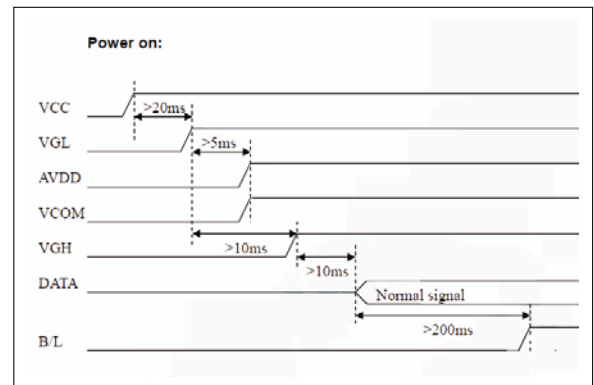 Power on:
VCC
>20ms
VGL
>5ms
AVDD
VCOM
VGH
>10ms
>10ms
DATA
Normal signal
>200ms
B/L